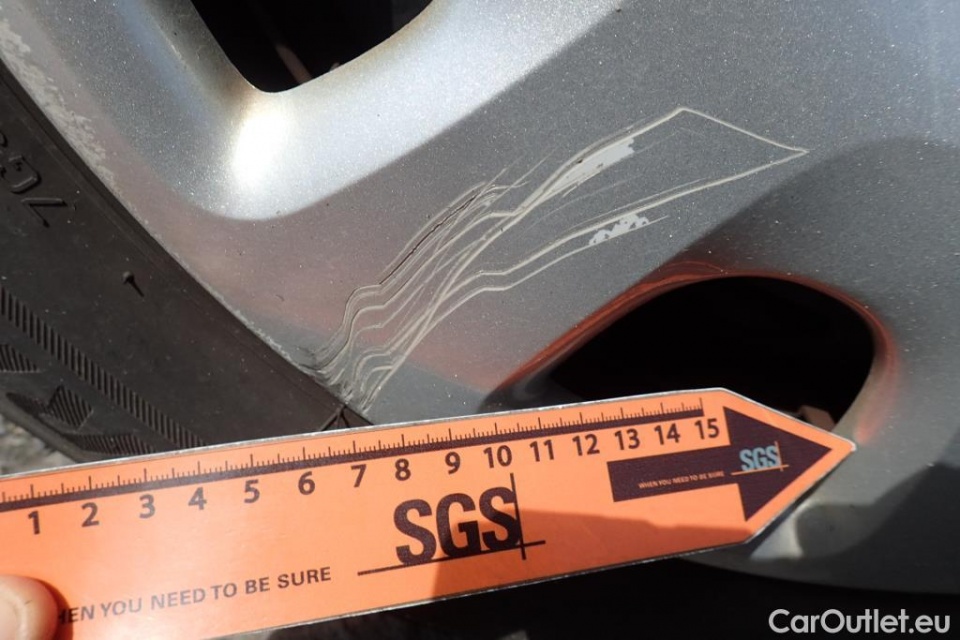 1 2 3 4 5 6 7 8 9 10 11 12 13 14 15
SGS
WHEN YOU NEED TO BE SURE
SGS
HEN YOU NEED TO BE SURE
CarOutlet.eu